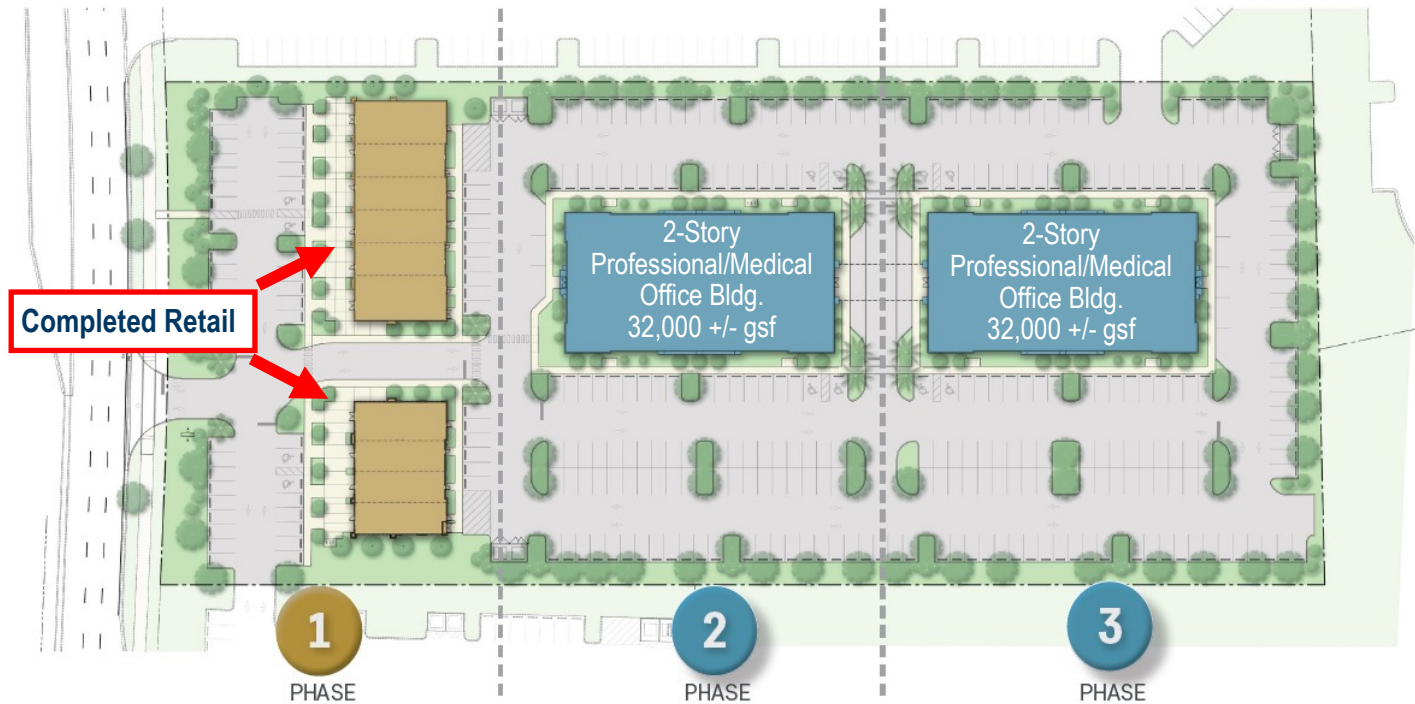 2-Story
Professional/Medical
Office Bldg.
32,000 +/- gsf
2-Story
Professional/Medical
Office Bldg.
32,000 +/- gsf
Completed Retail
1
PHASE
2
PHASE
3
PHASE